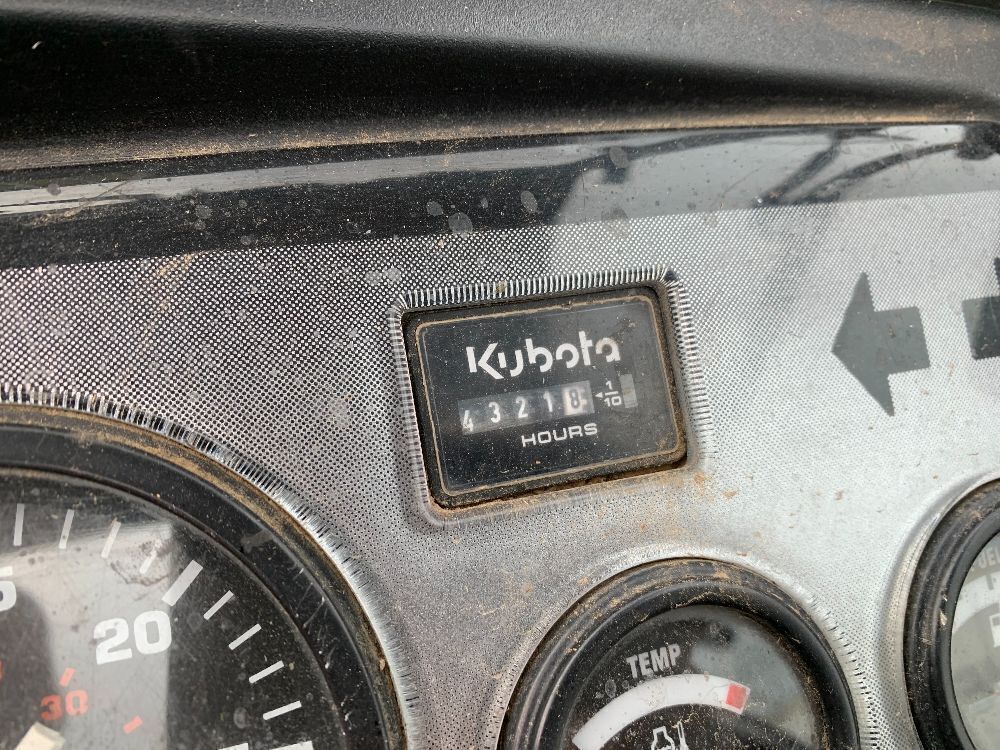 Kubota
43218 1/10
HOURS
20
30
TEMP